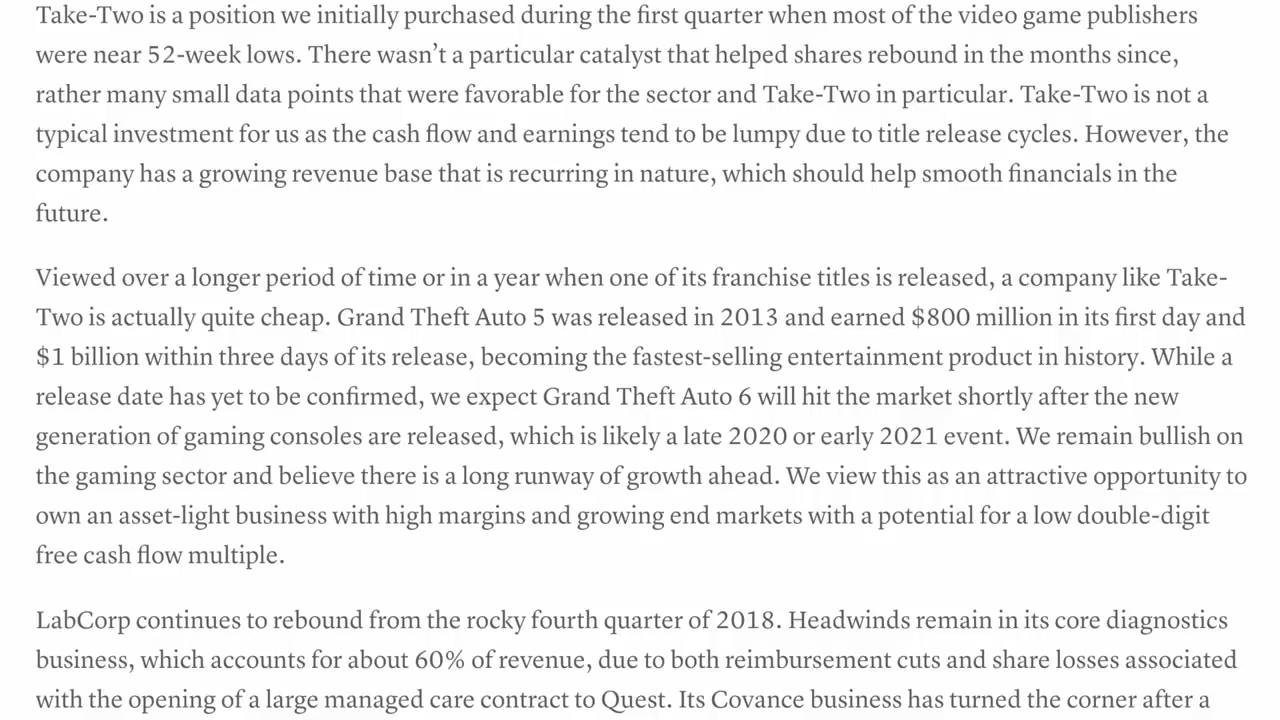 Take-Two is a position we initially purchased during the first quarter when most of the video game publishers
were near 52-week lows. There wasn’t a particular catalyst that helped shares rebound in the months since,
rather many small data points that were favorable for the sector and Take-Two in particular. Take-Two is not a
typical investment for us as the cash flow and earnings tend to be lumpy due to title release cycles. However, the
company has a growing revenue base that is recurring in nature, which should help smooth financials in the
future.
Viewed over a longer period of time or in a year when one of its franchise titles is released, a company like Take-
Two is actually quite cheap. Grand Theft Auto 5 was released in 2013 and earned $800 million in its first day and
$1 billion within three days of its release, becoming the fastest-selling entertainment product in history. While a
release date has yet to be confirmed, we expect Grand Theft Auto 6 will hit the market shortly after the new
generation of gaming consoles are released, which is likely a late 2020 or early 2021 event. We remain bullish on
the gaming sector and believe there is a long runway of growth ahead. We view this as an attractive opportunity to
own an asset-light business with high margins and growing end markets with a potential for a low double-digit
free cash flow multiple.
LabCorp continues to rebound from the rocky fourth quarter of 2018. Headwinds remain in its core diagnostics
business, which accounts for about 60% of revenue, due to both reimbursement cuts and share losses associated
with the opening of a large managed care contract to Quest. Its Covance business has turned the corner after a